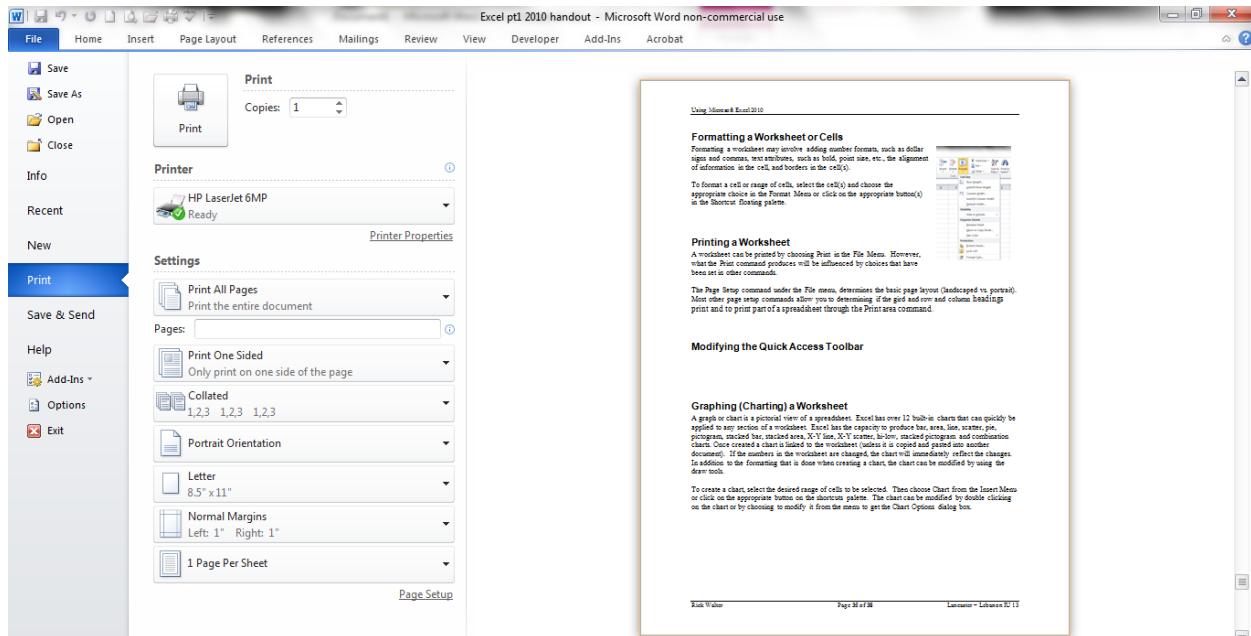 Excel pt1 2010 handout - Microsoft Word non-commercial use
File Home Insert Page Layout References Mailings Review View Developer Add-Ins Acrobat
Save
Save As
Open
Close
Info
Recent
New
Print
Save & Send
Help
Add-Ins
Options
Exit
Print
Print
Copies: 1
Printer
HP LaserJet 6MP
Ready
Printer Properties
Settings
Print All Pages
Print the entire document
Pages:
Print One Sided
Only print on one side of the page
Collated
1,2,3 1,2,3 1,2,3
Portrait Orientation
Letter
8.5" x 11"
Normal Margins
Left: 1" Right: 1"
1 Page Per Sheet
Page Setup
Using Microsoft Excel 2010
Formatting a Worksheet or Cells
Formatting a worksheet may involve adding number formats, such as dollar
signs and commas, text attributes, such as bold, point size, etc., the alignment
of information in the cell, and borders in the cell(s).
To format a cell or range of cells, select the cell(s) and choose the
appropriate choice in the Format Menu or click on the appropriate button(s)
in the Shortcut floating palette.
Printing a Worksheet
A worksheet can be printed by choosing Print in the File Menu. However,
what the Print command produces will be influenced by choices that have
been set in other commands.
The Page Setup command under the File menu, determines the basic page layout (landscaped vs. portrait).
Most other page setup commands allow you to determining if the gird and row and column headings
print and to print part of a spreadsheet through the Print area command.
Modifying the Quick Access Toolbar
Graphing (Charting) a Worksheet
A graph or chart is a pictorial view of a spreadsheet. Excel has over 12 built-in charts that can quickly be
applied to any section of a worksheet. Excel has the capacity to produce bar, area, line, scatter, pie,
pictogram, stacked bar, stacked area, X-Y line, X-Y scatter, hi-low, stacked pictogram and combination
charts. Once created a chart is linked to the worksheet (unless it is copied and pasted into another
document). If the numbers in the worksheet are changed, the chart will immediately reflect the changes.
In addition to the formatting that is done when creating a chart, the chart can be modified by using the
draw tools.
To create a chart, select the desired range of cells to be selected. Then choose Chart from the Insert Menu
or click on the appropriate button on the shortcuts palette. The chart can be modified by double clicking
on the chart or by choosing to modify it from the menu to get the Chart Options dialog box.
Rick Walter Page of Lancaster – Lebanon IU 13